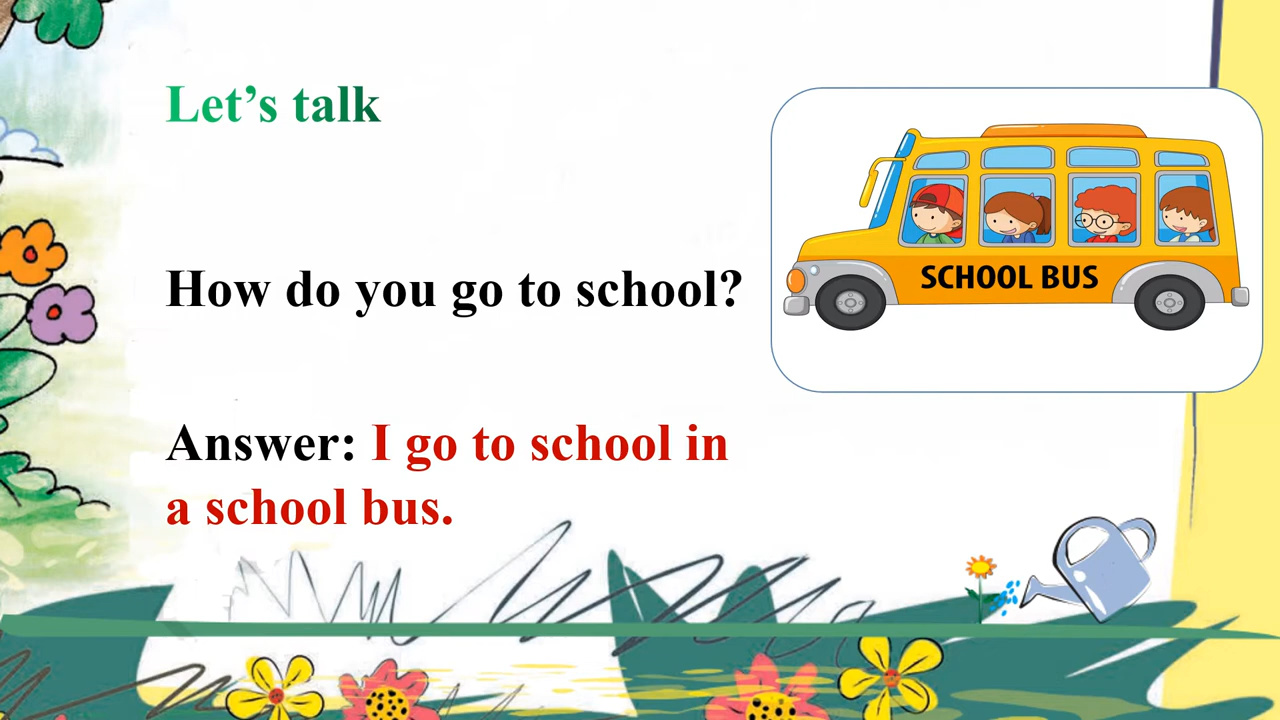 Let’s talk
How do you go to school?
SCHOOL BUS
Answer: I go to school in
a school bus.